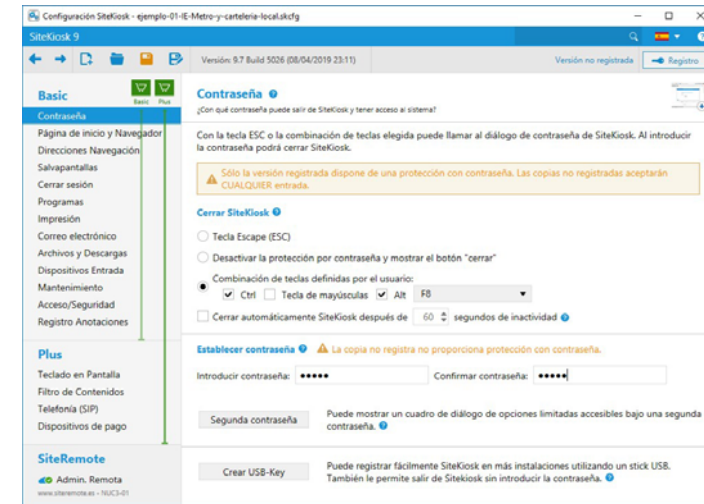 Configuración SiteKiosk - ejemplo-01-IE-Metro-y-carteleria-local.skcfg
SiteKiosk 9
Versión: 9.7 Build 5026 (08/04/2019 23:11)
Versión no registrada
Registro
Basic
Basic
Plus
Contraseña
Página de inicio y Navegador
Direcciones Navegación
Salvapantallas
Cerrar sesión
Programas
Impresión
Correo electrónico
Archivos y Descargas
Dispositivos Entrada
Mantenimiento
Acceso/Seguridad
Registro Anotaciones
Plus
Teclado en Pantalla
Filtro de Contenidos
Telefonía (SIP)
Dispositivos de pago
SiteRemote
Admin. Remota
www.siteremote.es - NUC3-01
Contraseña
¿Con qué contraseña puede salir de SiteKiosk y tener acceso al sistema?
Con la tecla ESC o la combinación de teclas elegida puede llamar al diálogo de contraseña de SiteKiosk. Al introducir
la contraseña podrá cerrar SiteKiosk.
Sólo la versión registrada dispone de una protección con contraseña. Las copias no registradas aceptarán
CUALQUIER entrada.
Cerrar SiteKiosk
Tecla Escape (ESC)
Desactivar la protección por contraseña y mostrar el botón "cerrar"
Combinación de teclas definidas por el usuario:
Ctrl Tecla de mayúsculas Alt F8
Cerrar automáticamente SiteKiosk después de 60 segundos de inactividad
Establecer contraseña La copia no registra no proporciona protección con contraseña.
Introducir contraseña: ••••• Confirmar contraseña: •••••
Segunda contraseña
Puede mostrar un cuadro de diálogo de opciones limitadas accesibles bajo una segunda
contraseña.
Crear USB-Key
Puede registrar fácilmente SiteKiosk en más instalaciones utilizando un stick USB.
También le permite salir de Sitekiosk sin introducir la contraseña.